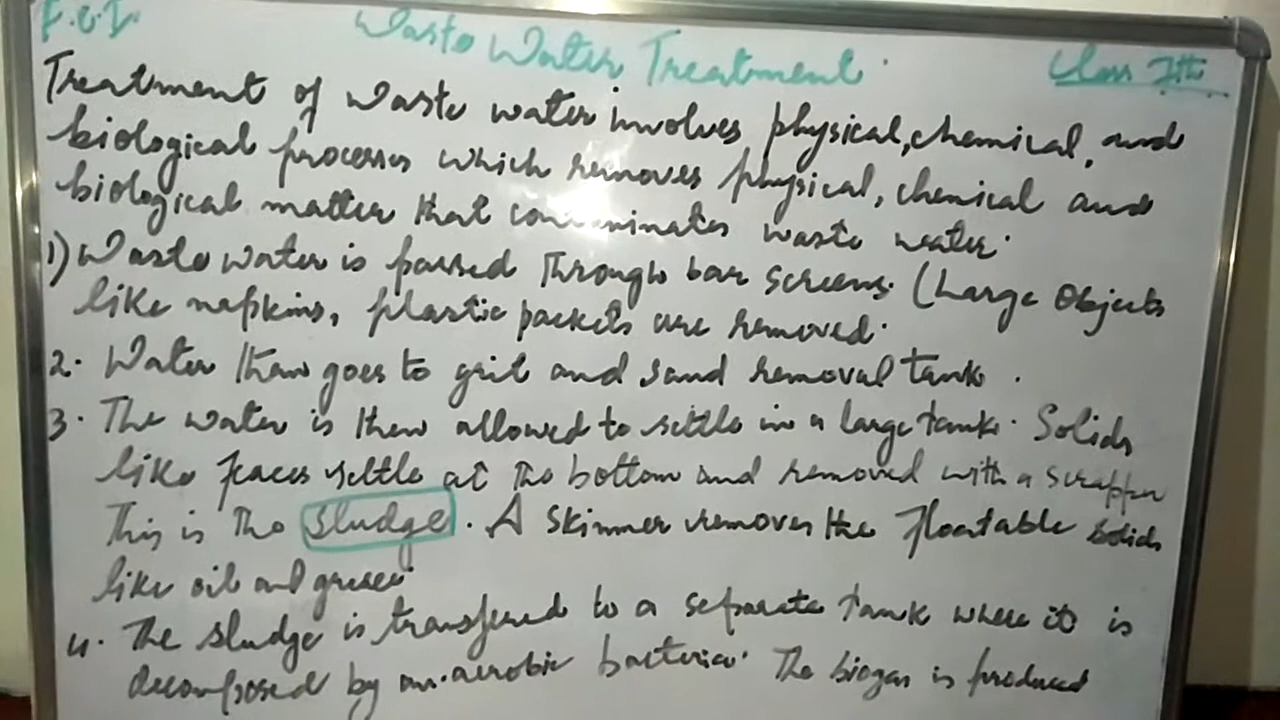 F.C.I. Waste Water Treatment Class 7th
Treatment of waste water involves physical, chemical, and
biological processes which removes physical, chemical and
biological matter that contaminates waste water.
1) Waste water is passed through bar screens. (Large Objects
like napkins, plastic packets are removed.
2. Water then goes to grit and sand removal tank.
3. The water is then allowed to settle in a large tank. Solids
like feaces settle at the bottom and removed with a scrapper
This is the sludge. A skimmer removes the floatable solids
like oil and grease
4. The sludge is transfered to a separate tank where it is
decomposed by an.aerobic bacteria. The biogas is produced